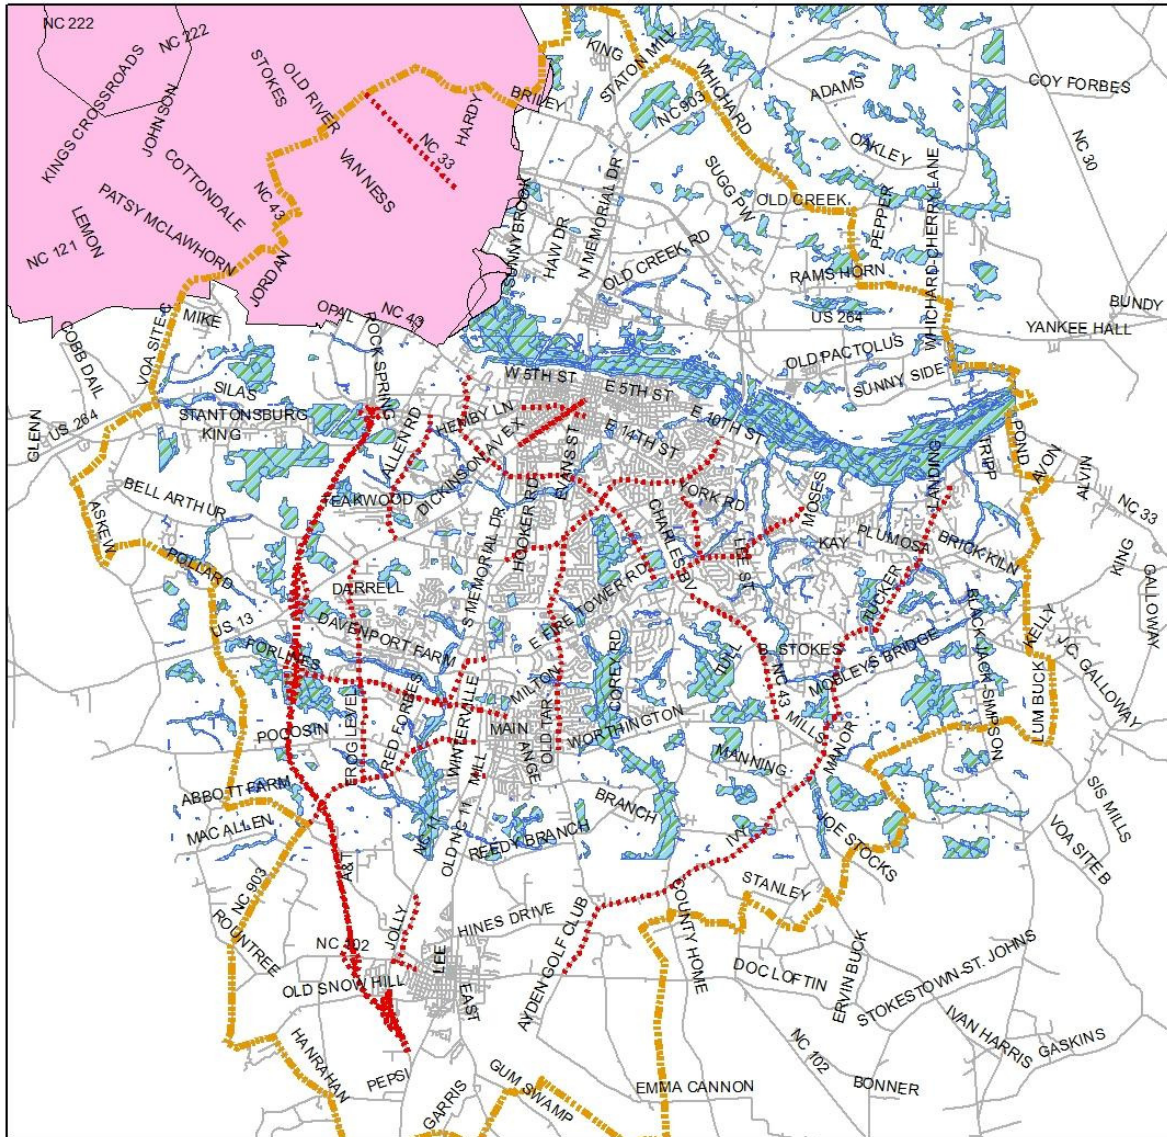 NC 222
NC 222
KINGS CROSSROADS
JOHNSON
STOKES
OLD RIVER
HARDY
BRILEY
KING
STATON MILL
WHICHARD
NC 903
ADAMS
COY FORBES
NC 33
VAN NESS
COTTONDALE
NC 43
PATSY MCLAWHORN
LEMON
NC 121
JORDAN
OAKLEY
NC 30
SUGG PW
OLD CREEK
PEPPER
WHICHARD-CHERRY LANE
SUNNYBROOK
HAW DR
N MEMORIAL DR
OLD CREEK RD
RAMS HORN
US 264
BUNDY
YANKEE HALL
OLD PACTOLUS
SUNNY SIDE
VOA SITE-C
MIKE
OPAL
NC 43
ROCK SPRING
COBB DAIL
SILAS
STANTONSBURG
KING
US 264
GLENN
W 5TH ST
E 5TH ST
E 10TH ST
HEMBY LN
ALLEN RD
DICKINSON AV EX
EVANS ST
E 14TH ST
POND
AVON
ALVIN
TRIPP
LANDING
NC 33
BELL ARTHUR
ASKEW
TEAKWOOD
HOOKER RD
YORK RD
MOSES
CHARLES BV
LEE ST
KAY
PLUMOSA
BRICK KILN
KING
GALLOWAY
POLLARD
S MEMORIAL DR
DARRELL
US 13
E FIRE TOWER RD
TUCKER
FORLINES
DAVENPORT FARM
MILTON
COREY RD
TULL
B. STOKES
MOBLEYS BRIDGE
BLACK JACK-SIMPSON
KELLY
J.C. GALLOWAY
LUM BUCK
POCOSIN
FROG LEVEL
RED FORBES
WINTERVILLE
MAIN
OLD TAR
WORTHINGTON
NC 43
MILLS
MANNING
MANOR
ANGE
MILL
ABBOTT FARM
MAC ALLEN
NC 11
OLD NC 11
REEDY BRANCH
BRANCH
IVY
JOE STOCKS
SIS MILLS
VOA SITE B
A&T
NC 903
ROUNTREE
JOLLY
STANLEY
HINES DRIVE
NC 102
LEE
AYDEN GOLF CLUB
COUNTY HOME
DOC LOFTIN
ERVIN BUCK
STOKESTOWN-ST. JOHNS
OLD SNOW HILL
EAST
IVAN HARRIS
GASKINS
HANRAHAN
PEPSI
GARRIS
GUM SWAMP
EMMA CANNON
NC 102
BONNER